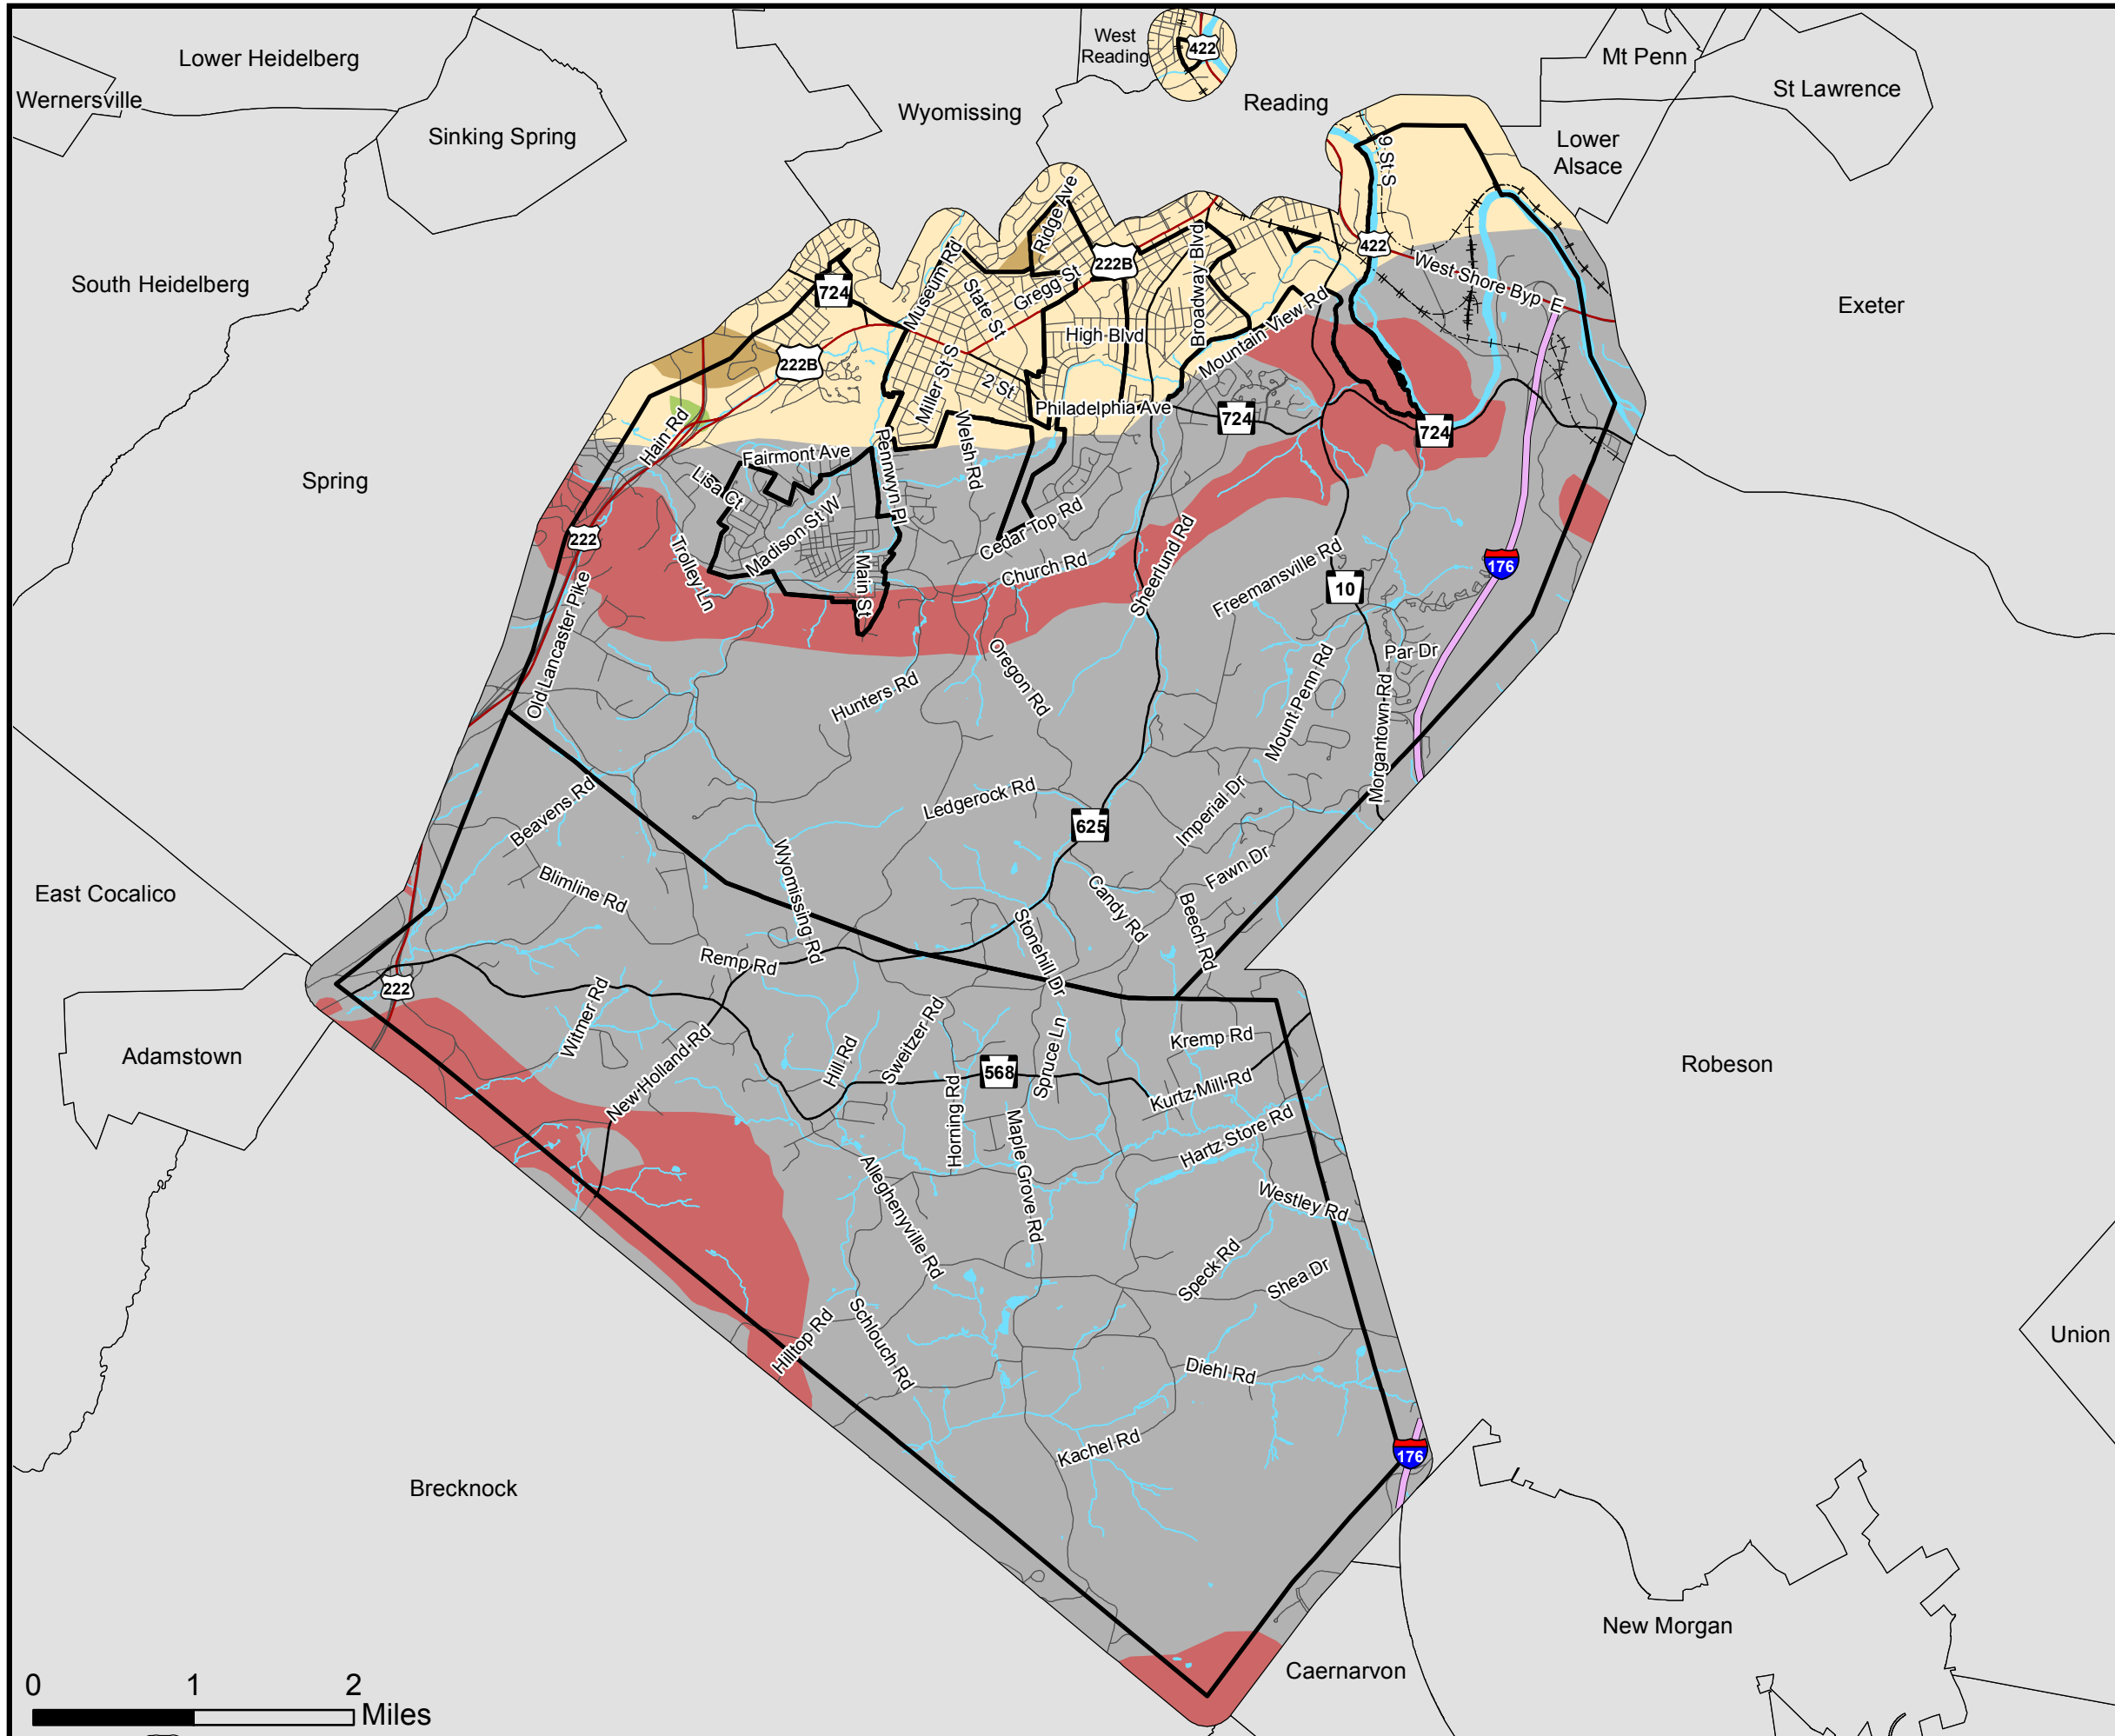 Lower Heidelberg
Wernersville
Sinking Spring
West
Reading
422
Wyomissing
Reading
Mt Penn
St Lawrence
Lower
Alsace
9 St S
Ridge Ave
South Heidelberg
724
Museum Rd
State St
Gregg St
222B
Broadway Blvd
422
West Shore Byp E
Exeter
222B
High Blvd
Mountain View Rd
Miller St S
2 St
Philadelphia Ave
724
724
Hain Rd
Fairmont Ave
Pennwyn Pl
Welsh Rd
Spring
Lisa Ct
Madison St W
Cedar Top Rd
222
Trolley Ln
Main St
Church Rd
Sheerlund Rd
Freemansville Rd
10
176
Old Lancaster Pike
Hunters Rd
Oregon Rd
Mount Penn Rd
Par Dr
Morgantown Rd
Beavens Rd
Ledgerock Rd
625
Imperial Dr
East Cocalico
Blimline Rd
Wyomissing Rd
Stonehill Dr
Candy Rd
Fawn Dr
Beech Rd
Remp Rd
222
Witmer Rd
New Holland Rd
Hill Rd
Sweitzer Rd
Spruce Ln
Kremp Rd
Adamstown
568
Horning Rd
Kurtz Mill Rd
Robeson
Maple Grove Rd
Hartz Store Rd
Alleghenyville Rd
Westley Rd
Speck Rd
Shea Dr
Hilltop Rd
Schlouch Rd
Union
Diehl Rd
Kachel Rd
176
Brecknock
New Morgan
Caernarvon
0 1 2
Miles